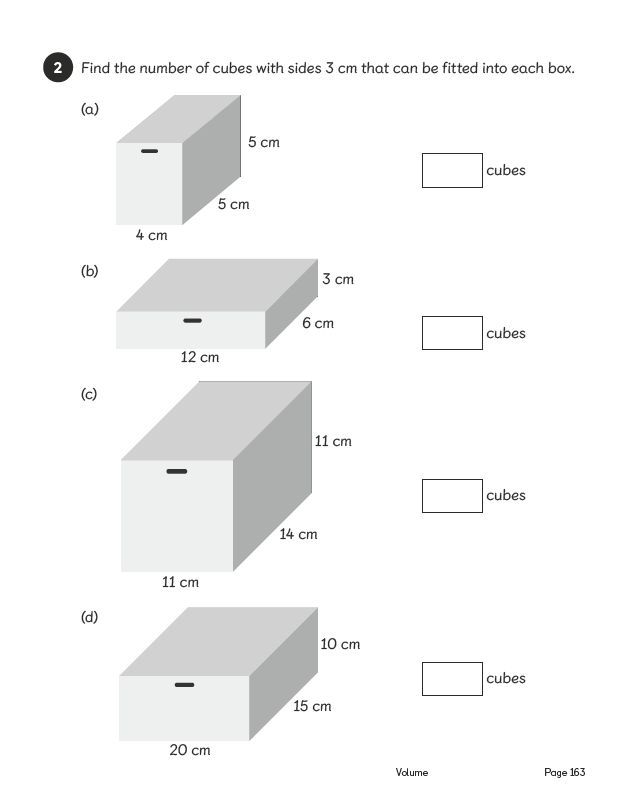 2 Find the number of cubes with sides 3 cm that can be fitted into each box.
(a)
5 cm
cubes
5 cm
4 cm
(b)
3 cm
6 cm
cubes
12 cm
(c)
11 cm
cubes
14 cm
11 cm
(d)
10 cm
cubes
15 cm
20 cm
Volume Page 163